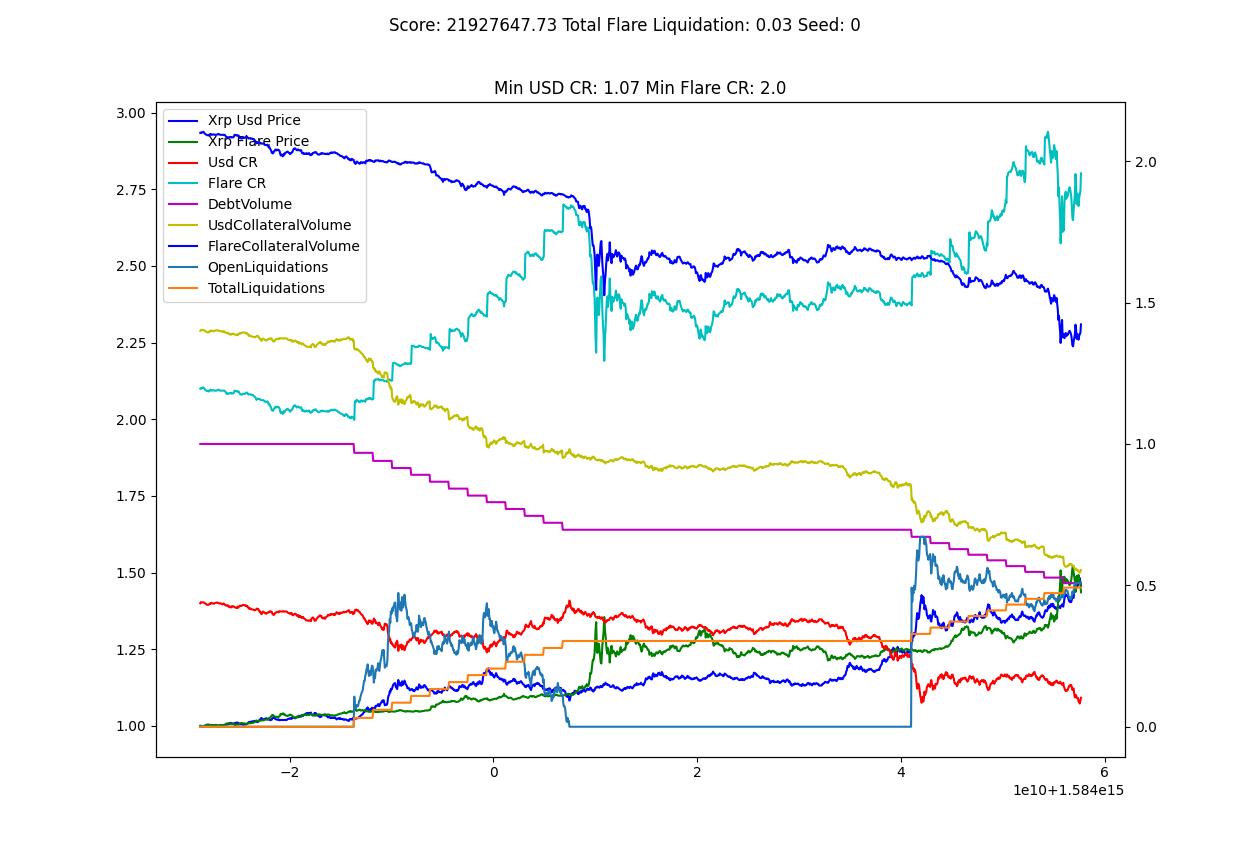 Score: 21927647.73 Total Flare Liquidation: 0.03 Seed: 0
Min USD CR: 1.07 Min Flare CR: 2.0
Xrp Usd Price
Xrp Flare Price
Usd CR
Flare CR
DebtVolume
UsdCollateralVolume
FlareCollateralVolume
OpenLiquidations
TotalLiquidations
3.00
2.75
2.50
2.25
2.00
1.75
1.50
1.25
1.00
2.0
1.5
1.0
0.5
0.0
−2 0 2 4 6
1e10+1.584e15